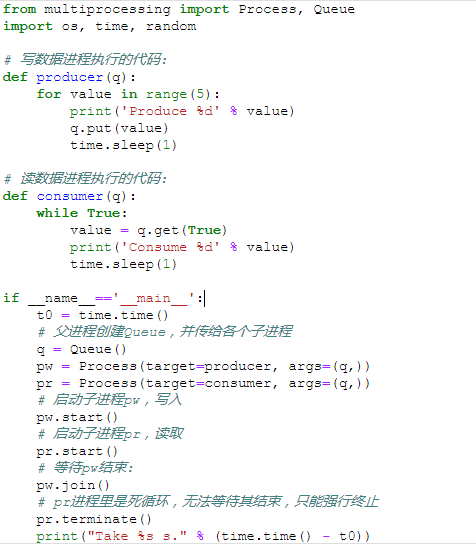 from multiprocessing import Process, Queue
import os, time, random

# 写数据进程执行的代码：
def producer(q):
    for value in range(5):
        print('Produce %d' % value)
        q.put(value)
        time.sleep(1)

# 读数据进程执行的代码：
def consumer(q):
    while True:
        value = q.get(True)
        print('Consume %d' % value)
        time.sleep(1)

if __name__=='__main__':
    t0 = time.time()
    # 父进程创建Queue，并传给各个子进程
    q = Queue()
    pw = Process(target=producer, args=(q,))
    pr = Process(target=consumer, args=(q,))
    # 启动子进程pw，写入
    pw.start()
    # 启动子进程pr，读取
    pr.start()
    # 等待pw结束：
    pw.join()
    # pr进程里是死循环，无法等待其结束，只能强行终止
    pr.terminate()
    print("Take %s s." % (time.time() - t0))